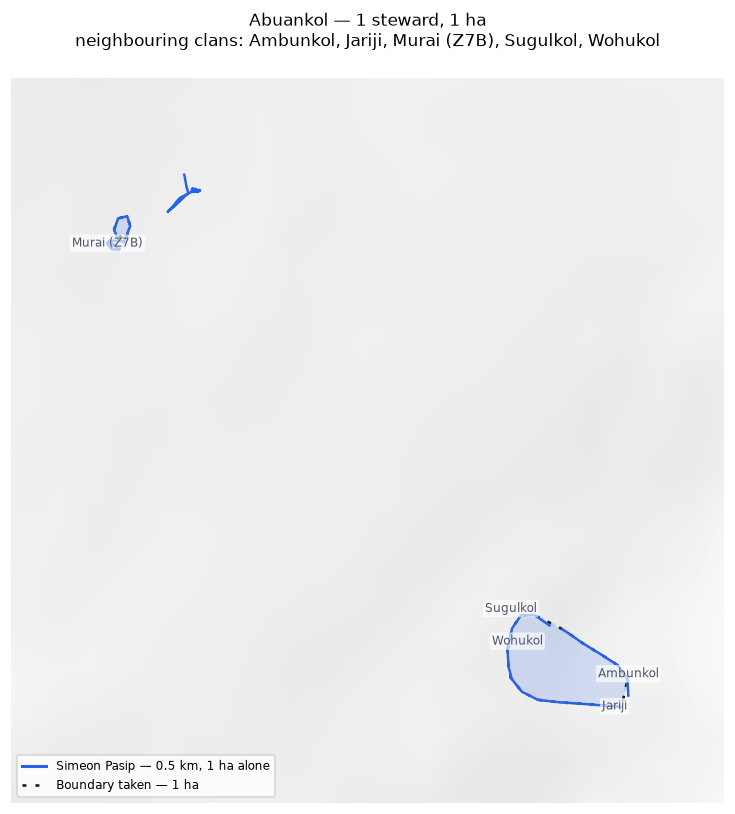 Abuankol — 1 steward, 1 ha
neighbouring clans: Ambunkol, Jariji, Murai (Z7B), Sugulkol, Wohukol
Murai (Z7B)
Sugulkol
Wohukol
Ambunkol
Jariji
Simeon Pasip — 0.5 km, 1 ha alone
Boundary taken — 1 ha